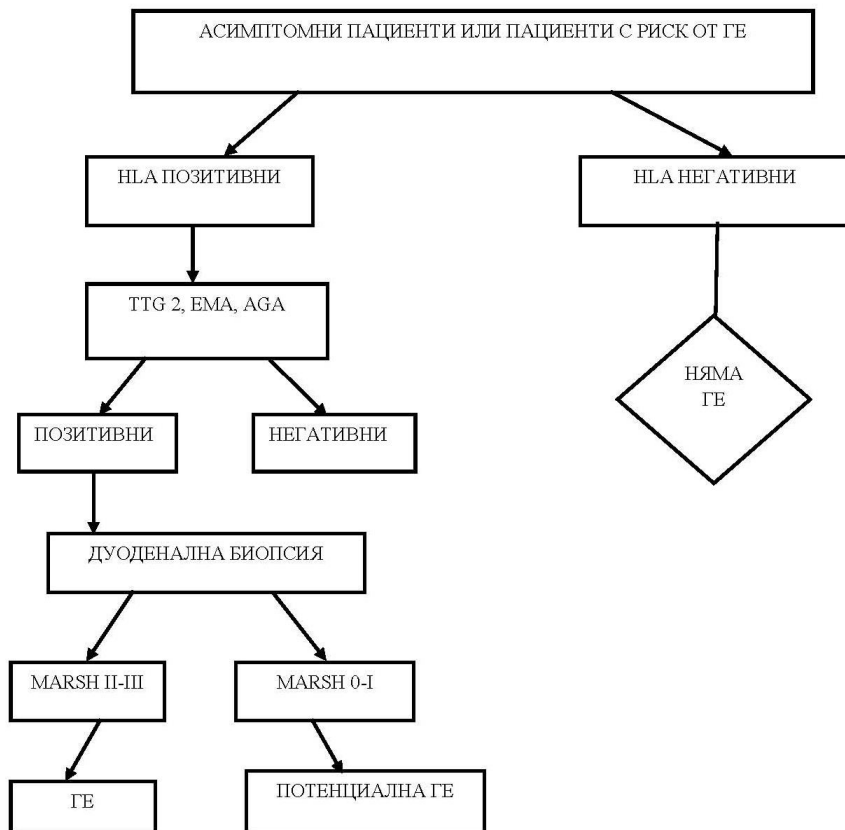 АСИМПТОМНИ ПАЦИЕНТИ ИЛИ ПАЦИЕНТИ С РИСК ОТ ГЕ
HLA ПОЗИТИВНИ
HLA НЕГАТИВНИ
TTG 2, EMA, AGA
НЯМА
ГЕ
ПОЗИТИВНИ
НЕГАТИВНИ
ДУОДЕНАЛНА БИОПСИЯ
MARSH II-III
MARSH 0-I
ГЕ
ПОТЕНЦИАЛНА ГЕ